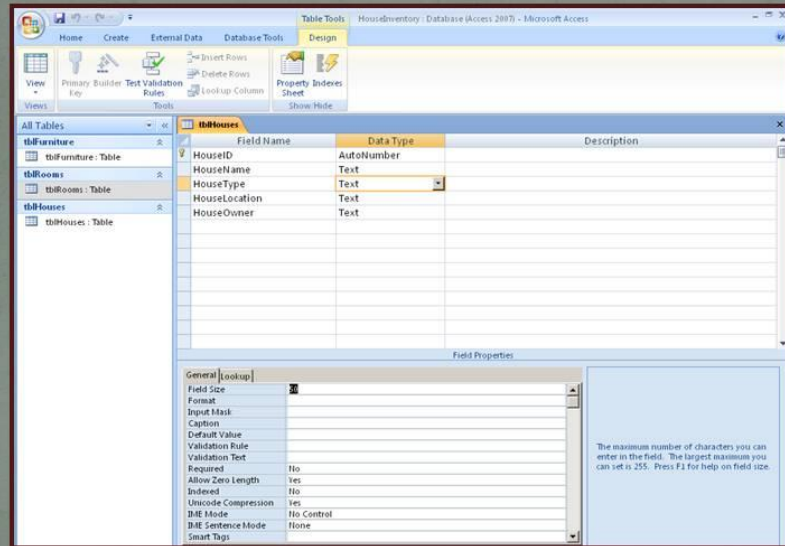 Table Tools
HouseInventory : Database (Access 2007) - Microsoft Access
Home Create External Data Database Tools Design
View
Primary Key
Builder
Test Validation Rules
Insert Rows
Delete Rows
Lookup Column
Property Sheet
Indexes
Views
Tools
Show/Hide
All Tables
tblFurniture
tblFurniture : Table
tblRooms
tblRooms : Table
tblHouses
tblHouses : Table
tblHouses
Field Name Data Type Description
HouseID AutoNumber
HouseName Text
HouseType Text
HouseLocation Text
HouseOwner Text
Field Properties
General Lookup
Field Size
Format
Input Mask
Caption
Default Value
Validation Rule
Validation Text
Required No
Allow Zero Length Yes
Indexed No
Unicode Compression Yes
IME Mode No Control
IME Sentence Mode None
Smart Tags
The maximum number of characters you can
enter in the field. The largest maximum you
can set is 255. Press F1 for help on field size.